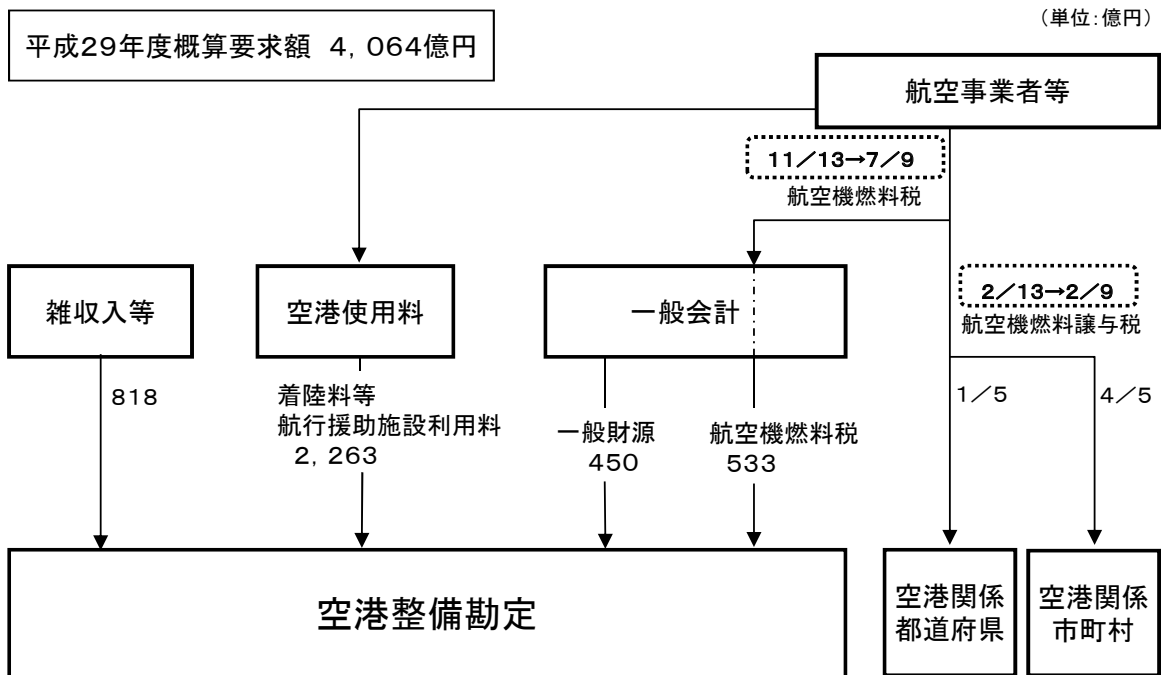 （単位：億円）
平成２９年度概算要求額 ４，０６４億円
航空事業者等
１１／１３→７／９
航空機燃料税
雑収入等
空港使用料
一般会計
２／１３→２／９
航空機燃料譲与税
８１８
着陸料等
航行援助施設利用料
２，２６３
一般財源
４５０
航空機燃料税
５３３
１／５
４／５
空港整備勘定
空港関係
都道府県
空港関係
市町村